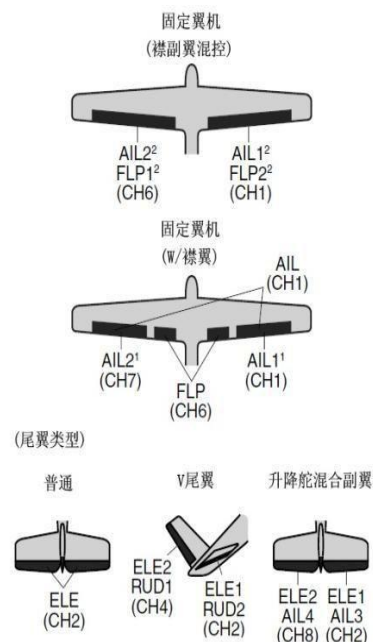 固定翼机
(襟副翼混控)
AIL2² AIL1²
FLP1² FLP2²
(CH6) (CH1)
固定翼机
(W/襟翼)
AIL
(CH1)
AIL2¹ AIL1¹
(CH7) (CH1)
FLP
(CH6)
(尾翼类型)
普通 V尾翼 升降舵混合副翼
ELE
(CH2)
ELE2
RUD1
(CH4)
ELE1
RUD2
(CH2)
ELE2 ELE1
AIL4 AIL3
(CH8) (CH2)